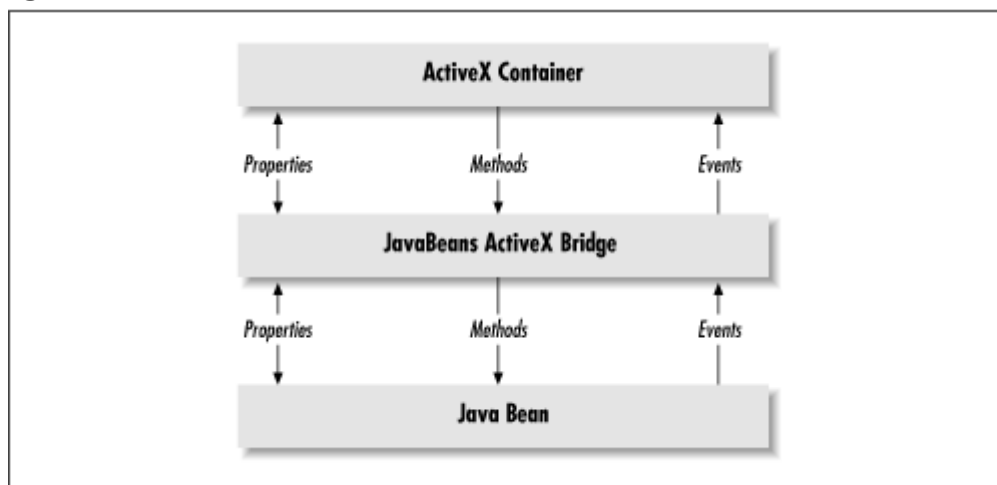 ActiveX Container
Properties Methods Events
JavaBeans ActiveX Bridge
Properties Methods Events
Java Bean